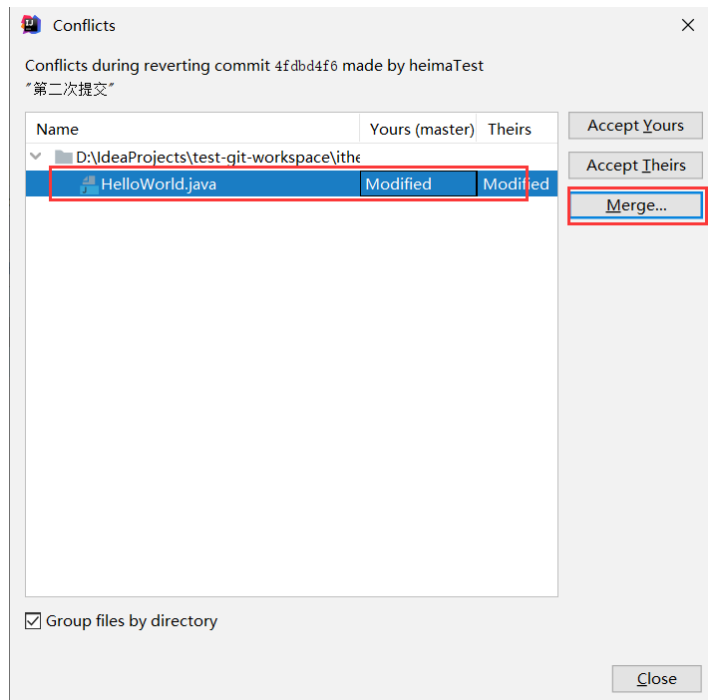 Conflicts
Conflicts during reverting commit 4fdbd4f6 made by heimaTest
"第二次提交"
Name Yours (master) Theirs
D:\IdeaProjects\test-git-workspace\ithe
HelloWorld.java Modified Modified
Accept Yours
Accept Theirs
Merge...
Group files by directory
Close